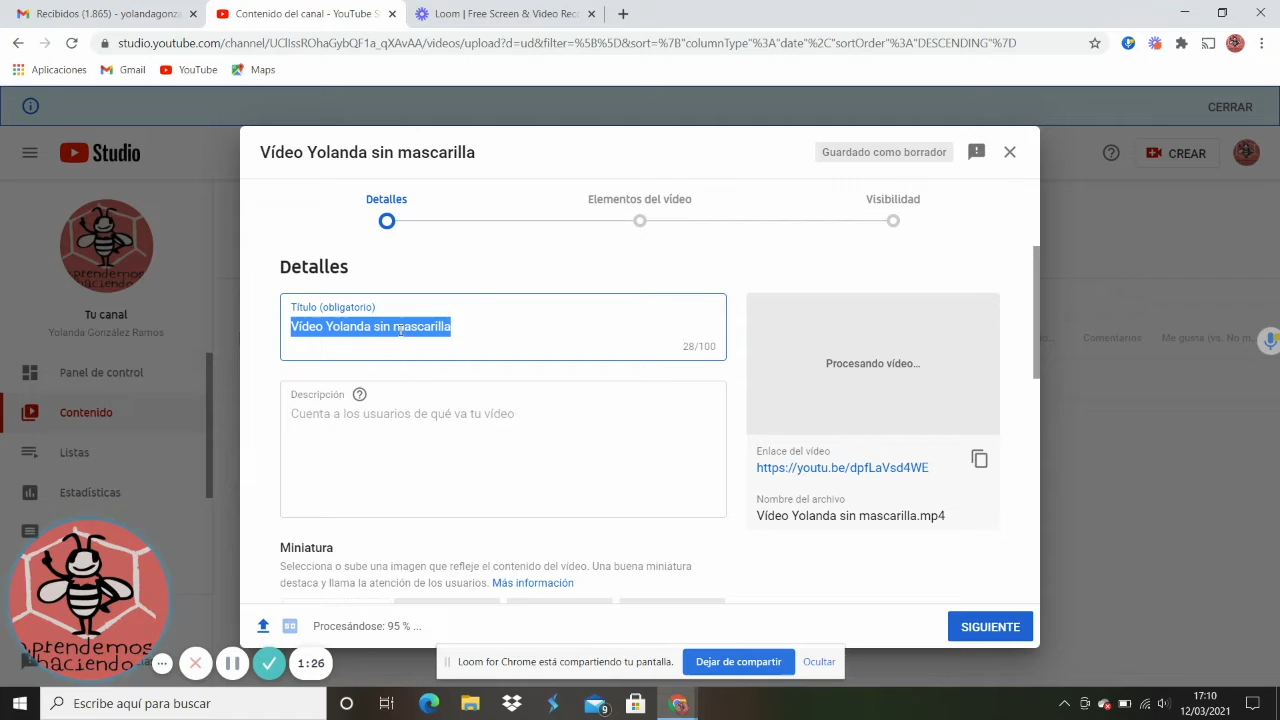 Recibidos (1.865) - yolandagonza
Contenido del canal - YouTube S
Loom | Free Screen & Video Reco
studio.youtube.com/channel/UClIssROhaGybQF1a_qXAvAA/videos/upload?d=ud&filter=%5B%5D&sort=%7B"columnType"%3A"date"%2C"sortOrder"%3A"DESCENDING"%7D
Aplicaciones
Gmail
YouTube
Maps
CERRAR
Studio
CREAR
Vídeo Yolanda sin mascarilla
Guardado como borrador
Detalles
Elementos del vídeo
Visibilidad
Detalles
Título (obligatorio)
Vídeo Yolanda sin mascarilla
28/100
Descripción
Cuenta a los usuarios de qué va tu vídeo
Procesando vídeo...
Enlace del vídeo
https://youtu.be/dpfLaVsd4WE
Nombre del archivo
Vídeo Yolanda sin mascarilla.mp4
Miniatura
Selecciona o sube una imagen que refleje el contenido del vídeo. Una buena miniatura
destaca y llama la atención de los usuarios. Más información
Procesándose: 95 % ...
SIGUIENTE
prendemos
haciendo
Tu canal
Yolanda González Ramos
Panel de control
Contenido
Listas
Estadísticas
Comentarios
Me gusta (vs. No m...
prendemos
haciendo
1:26
Loom for Chrome está compartiendo tu pantalla.
Dejar de compartir
Ocultar
Escribe aquí para buscar
9
17:10
12/03/2021